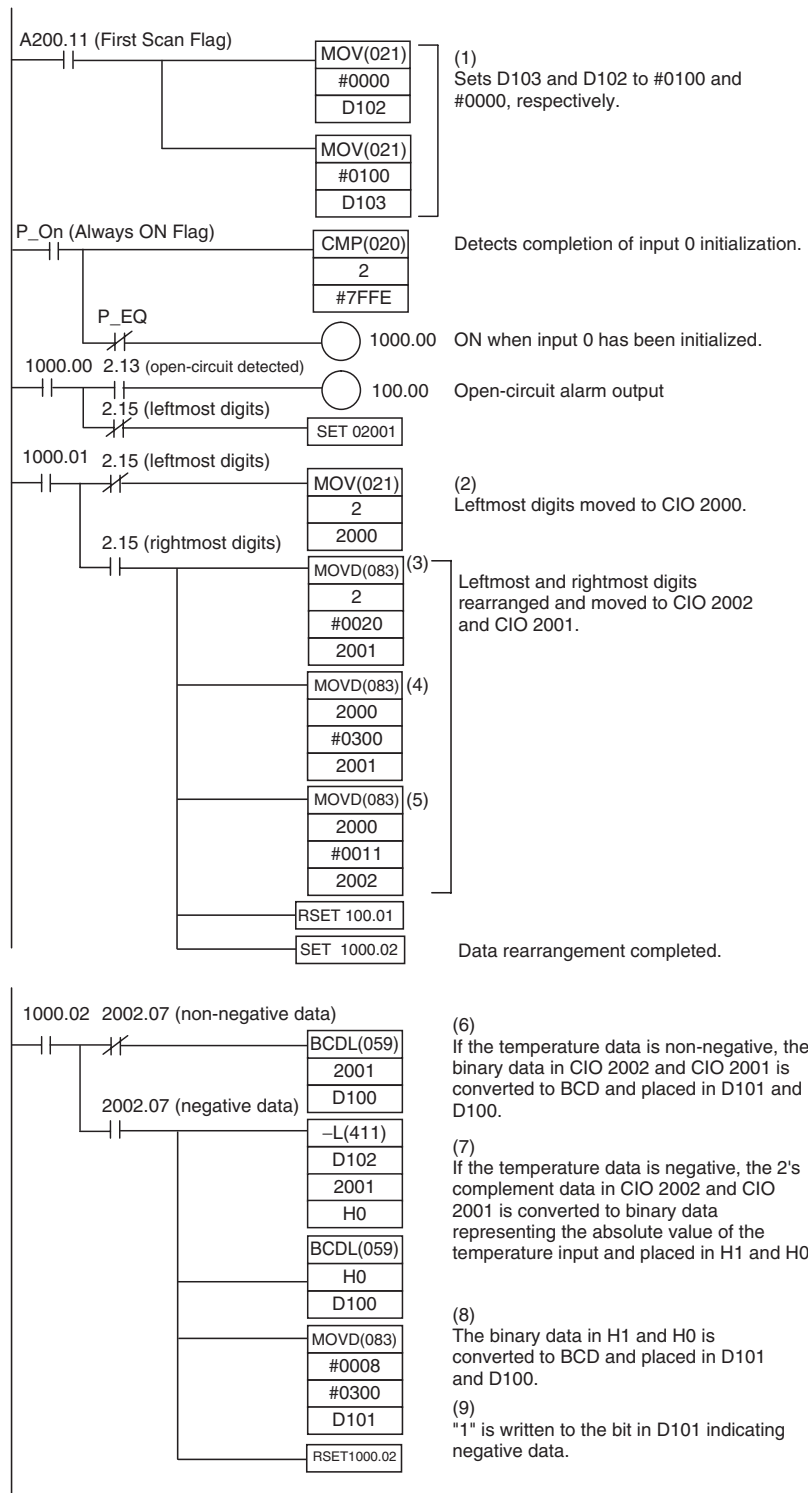 A200.11 (First Scan Flag)
MOV(021)
#0000
D102
(1)
Sets D103 and D102 to #0100 and
#0000, respectively.
MOV(021)
#0100
D103
P_On (Always ON Flag)
CMP(020)
2
#7FFE
Detects completion of input 0 initialization.
P_EQ
1000.00
ON when input 0 has been initialized.
1000.00
2.13 (open-circuit detected)
100.00
Open-circuit alarm output
2.15 (leftmost digits)
SET 02001
1000.01
2.15 (leftmost digits)
MOV(021)
2
2000
(2)
Leftmost digits moved to CIO 2000.
2.15 (rightmost digits)
MOVD(083)
2
#0020
2001
(3)
Leftmost and rightmost digits
rearranged and moved to CIO 2002
and CIO 2001.
MOVD(083)
2000
#0300
2001
(4)
MOVD(083)
2000
#0011
2002
(5)
RSET 100.01
SET 1000.02
Data rearrangement completed.
1000.02
2002.07 (non-negative data)
BCDL(059)
2001
D100
(6)
If the temperature data is non-negative, the
binary data in CIO 2002 and CIO 2001 is
converted to BCD and placed in D101 and
D100.
2002.07 (negative data)
–L(411)
D102
2001
H0
(7)
If the temperature data is negative, the 2's
complement data in CIO 2002 and CIO
2001 is converted to binary data
representing the absolute value of the
temperature input and placed in H1 and H0
BCDL(059)
H0
D100
(8)
The binary data in H1 and H0 is
converted to BCD and placed in D101
and D100.
MOVD(083)
#0008
#0300
D101
(9)
"1" is written to the bit in D101 indicating
negative data.
RSET1000.02